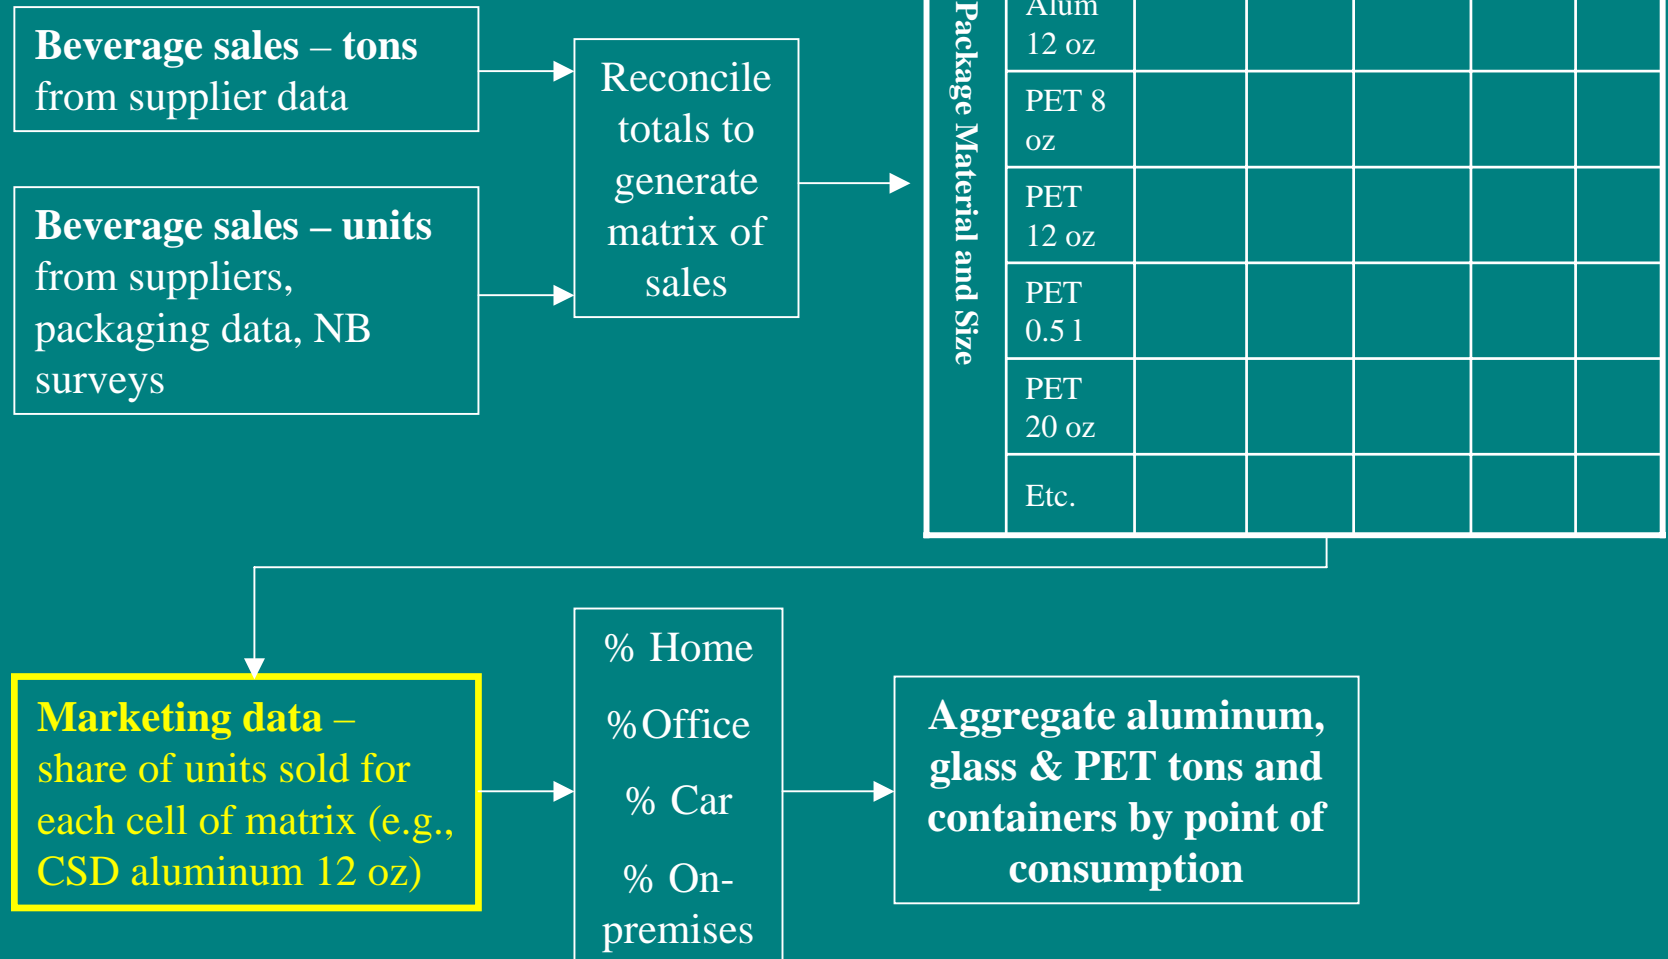 Beverage sales – tons
from supplier data
Beverage sales – units
from suppliers,
packaging data, NB
surveys
Reconcile
totals to
generate
matrix of
sales
Package Material and Size
Alum
12 oz
PET 8
oz
PET
12 oz
PET
0.5 l
PET
20 oz
Etc.
Marketing data –
share of units sold for
each cell of matrix (e.g.,
CSD aluminum 12 oz)
% Home
%Office
% Car
% On-
premises
Aggregate aluminum,
glass & PET tons and
containers by point of
consumption